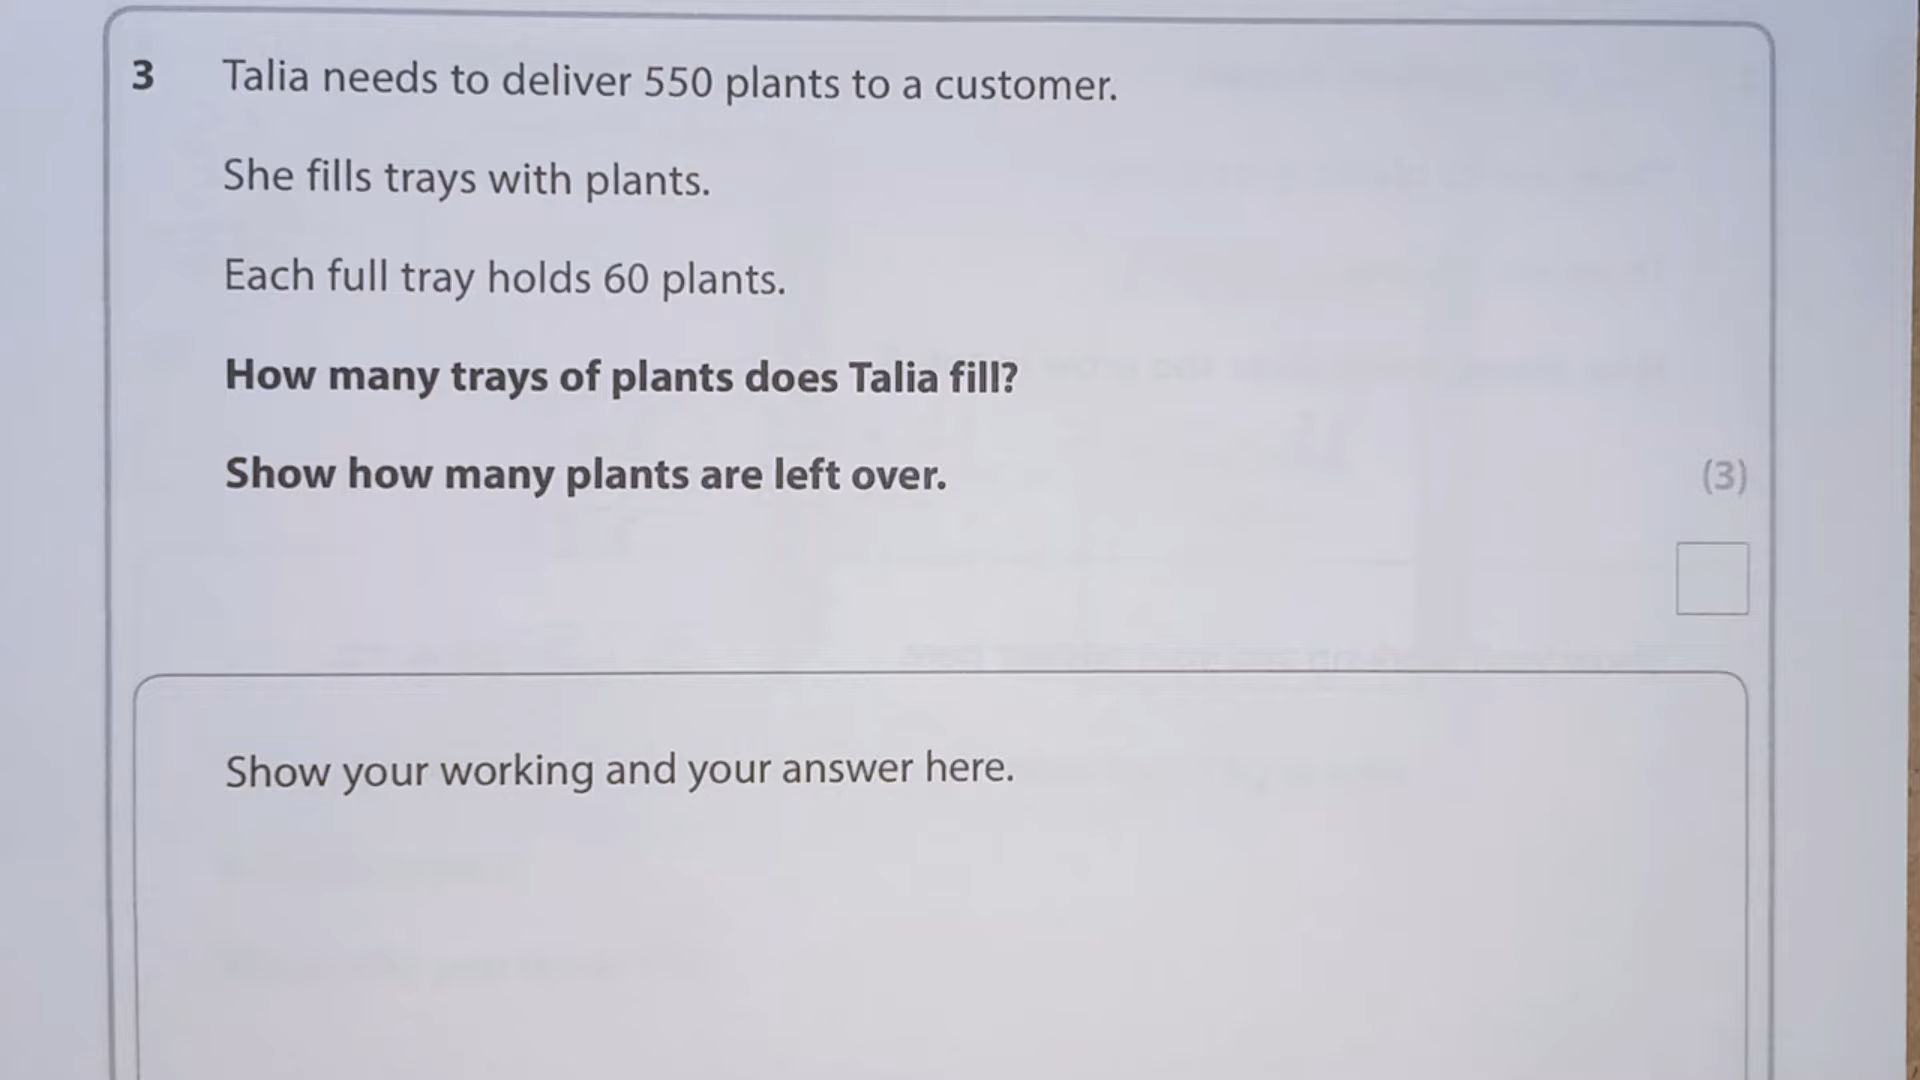 3 Talia needs to deliver 550 plants to a customer.
She fills trays with plants.
Each full tray holds 60 plants.
How many trays of plants does Talia fill?
Show how many plants are left over.
(3)
Show your working and your answer here.